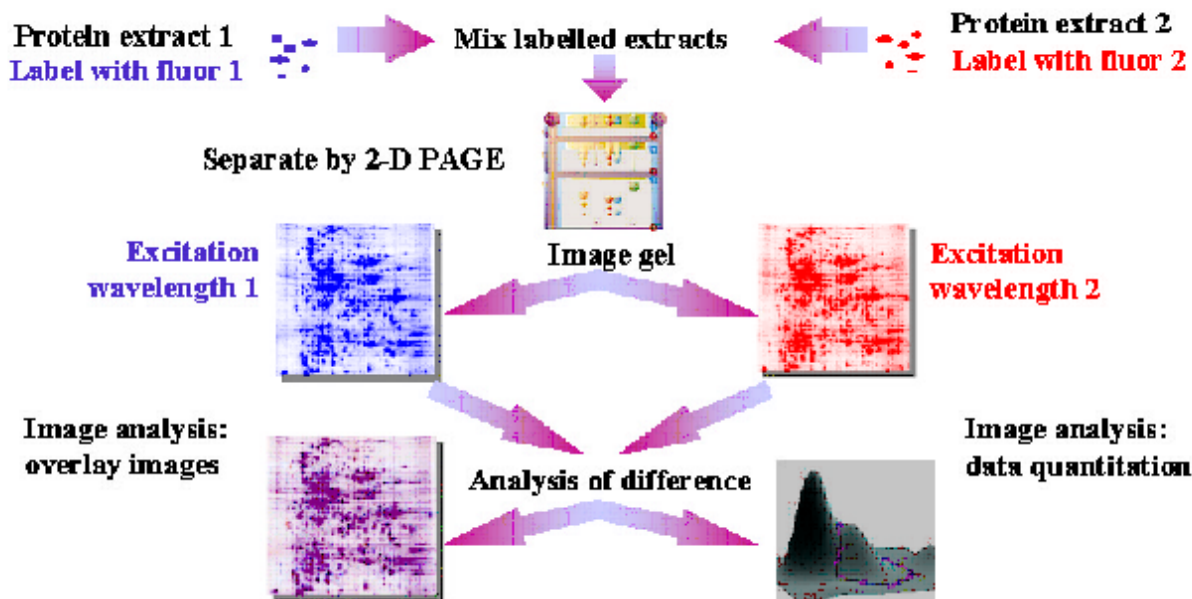 Protein extract 1
Label with fluor 1
Mix labelled extracts
Protein extract 2
Label with fluor 2
Separate by 2-D PAGE
Excitation
wavelength 1
Image gel
Excitation
wavelength 2
Image analysis:
overlay images
Analysis of difference
Image analysis:
data quantitation